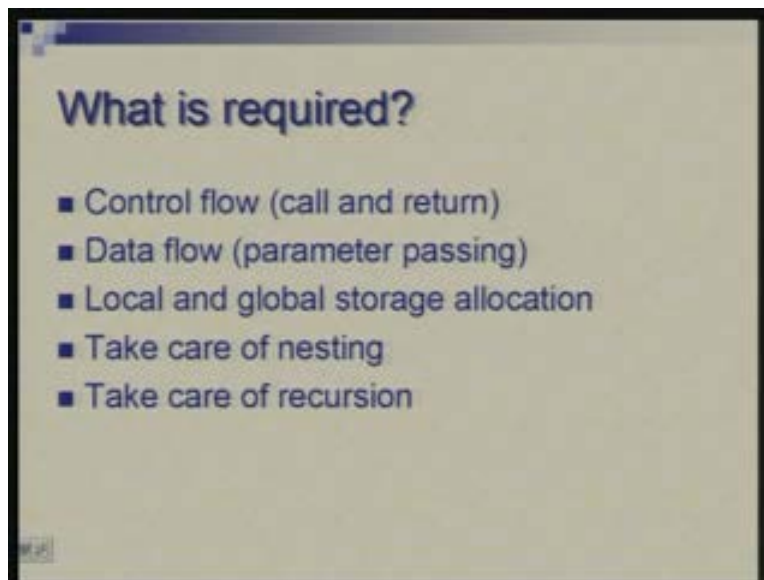 What is required?
■ Control flow (call and return)
■ Data flow (parameter passing)
■ Local and global storage allocation
■ Take care of nesting
■ Take care of recursion